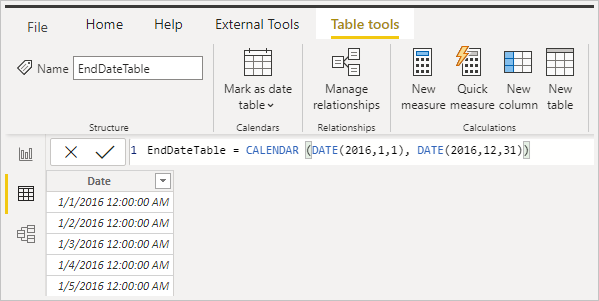 File Home Help External Tools Table tools
Name EndDateTable
Mark as date
table
Manage
relationships
New
measure
Quick
measure
New
column
New
table
Structure Calendars Relationships Calculations
1 EndDateTable = CALENDAR (DATE(2016,1,1), DATE(2016,12,31))
Date
1/1/2016 12:00:00 AM
1/2/2016 12:00:00 AM
1/3/2016 12:00:00 AM
1/4/2016 12:00:00 AM
1/5/2016 12:00:00 AM